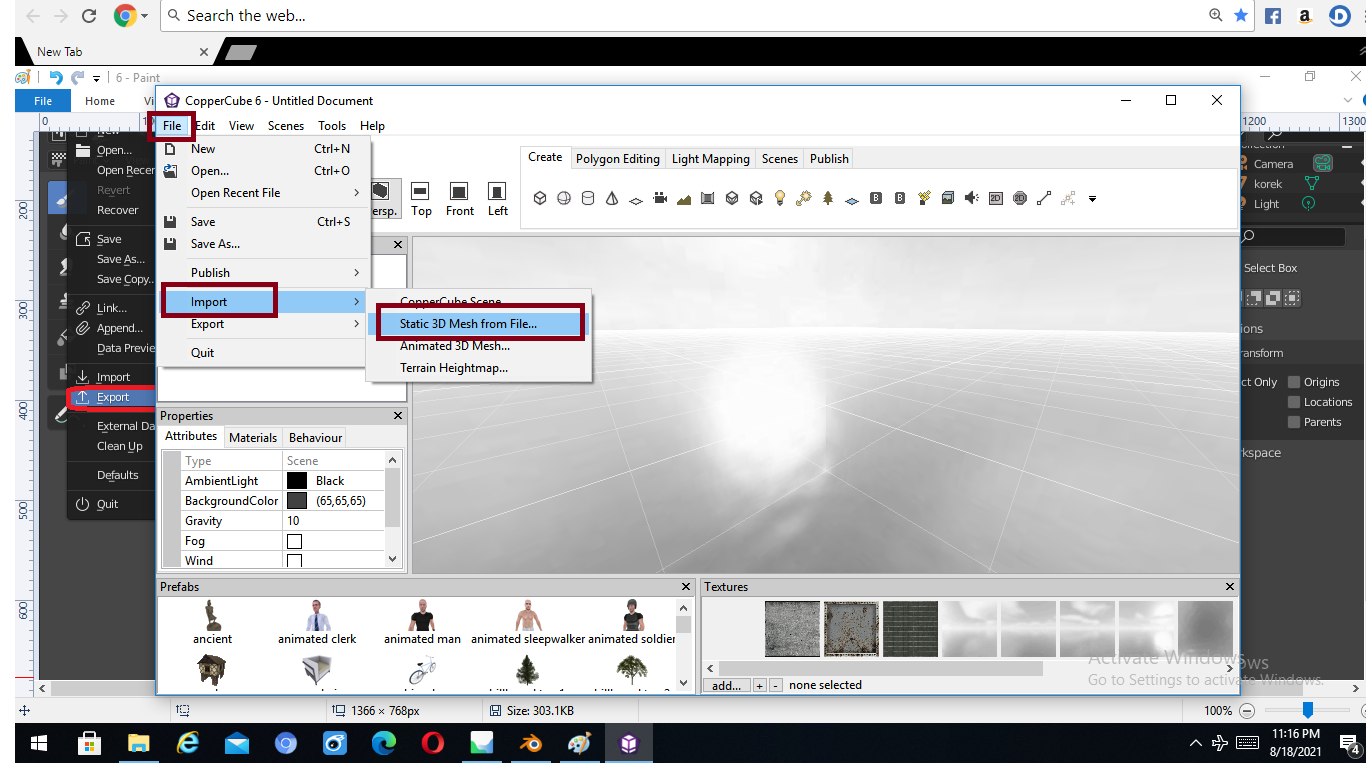 Search the web...
New Tab
6 - Paint
File
Home
CopperCube 6 - Untitled Document
File
Edit
View
Scenes
Tools
Help
0
1200
1300
New
Ctrl+N
Open...
Ctrl+O
Open Recent File
Save
Ctrl+S
Save As...
Publish
Import
Export
Quit
CopperCube Scene
Static 3D Mesh from File...
Animated 3D Mesh...
Terrain Heightmap...
Top
Front
Left
Create
Polygon Editing
Light Mapping
Scenes
Publish
B
B
2D
2D
Open...
Open Recen
Revert
Recover
Save
Save As...
Save Copy..
Link...
Append...
Data Previe
Import
Export
External Da
Clean Up
Defaults
Quit
200
300
400
500
600
Camera
korek
Light
Select Box
Origins
Locations
Parents
Properties
Attributes
Materials
Behaviour
Type
Scene
AmbientLight
Black
BackgroundColor
(65,65,65)
Gravity
10
Fog
Wind
Prefabs
ancient
animated clerk
animated man
animated sleepwalker
animated soldier
Textures
add...
+
-
none selected
Activate Windows
Go to Settings to activate Windows.
1366 × 768px
Size: 303.1KB
100%
11:16 PM
8/18/2021
4